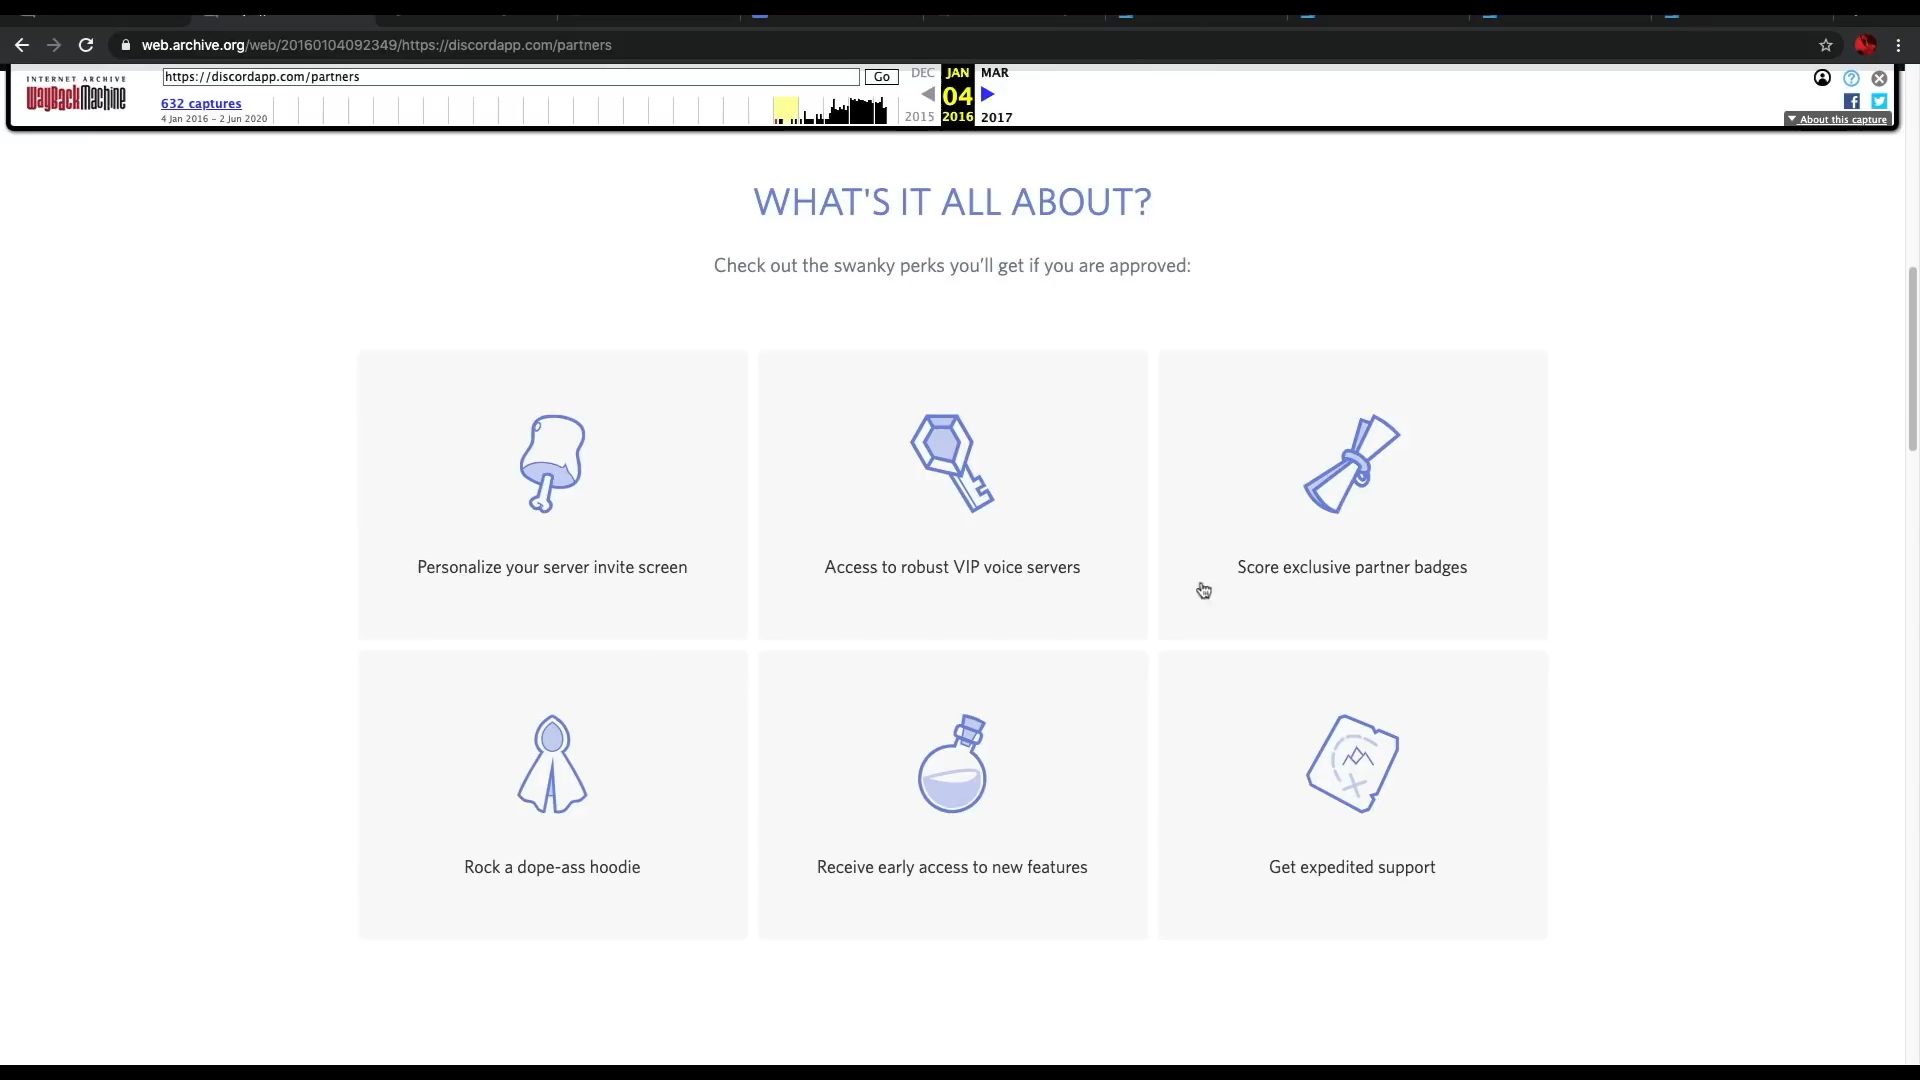 web.archive.org/web/20160104092349/https://discordapp.com/partners
INTERNET ARCHIVE
WayBackMachine
https://discordapp.com/partners
Go
DEC JAN MAR
632 captures
04
4 Jan 2016 – 2 Jun 2020
2015 2016 2017
About this capture
WHAT'S IT ALL ABOUT?
Check out the swanky perks you’ll get if you are approved:
Personalize your server invite screen
Access to robust VIP voice servers
Score exclusive partner badges
Rock a dope-ass hoodie
Receive early access to new features
Get expedited support